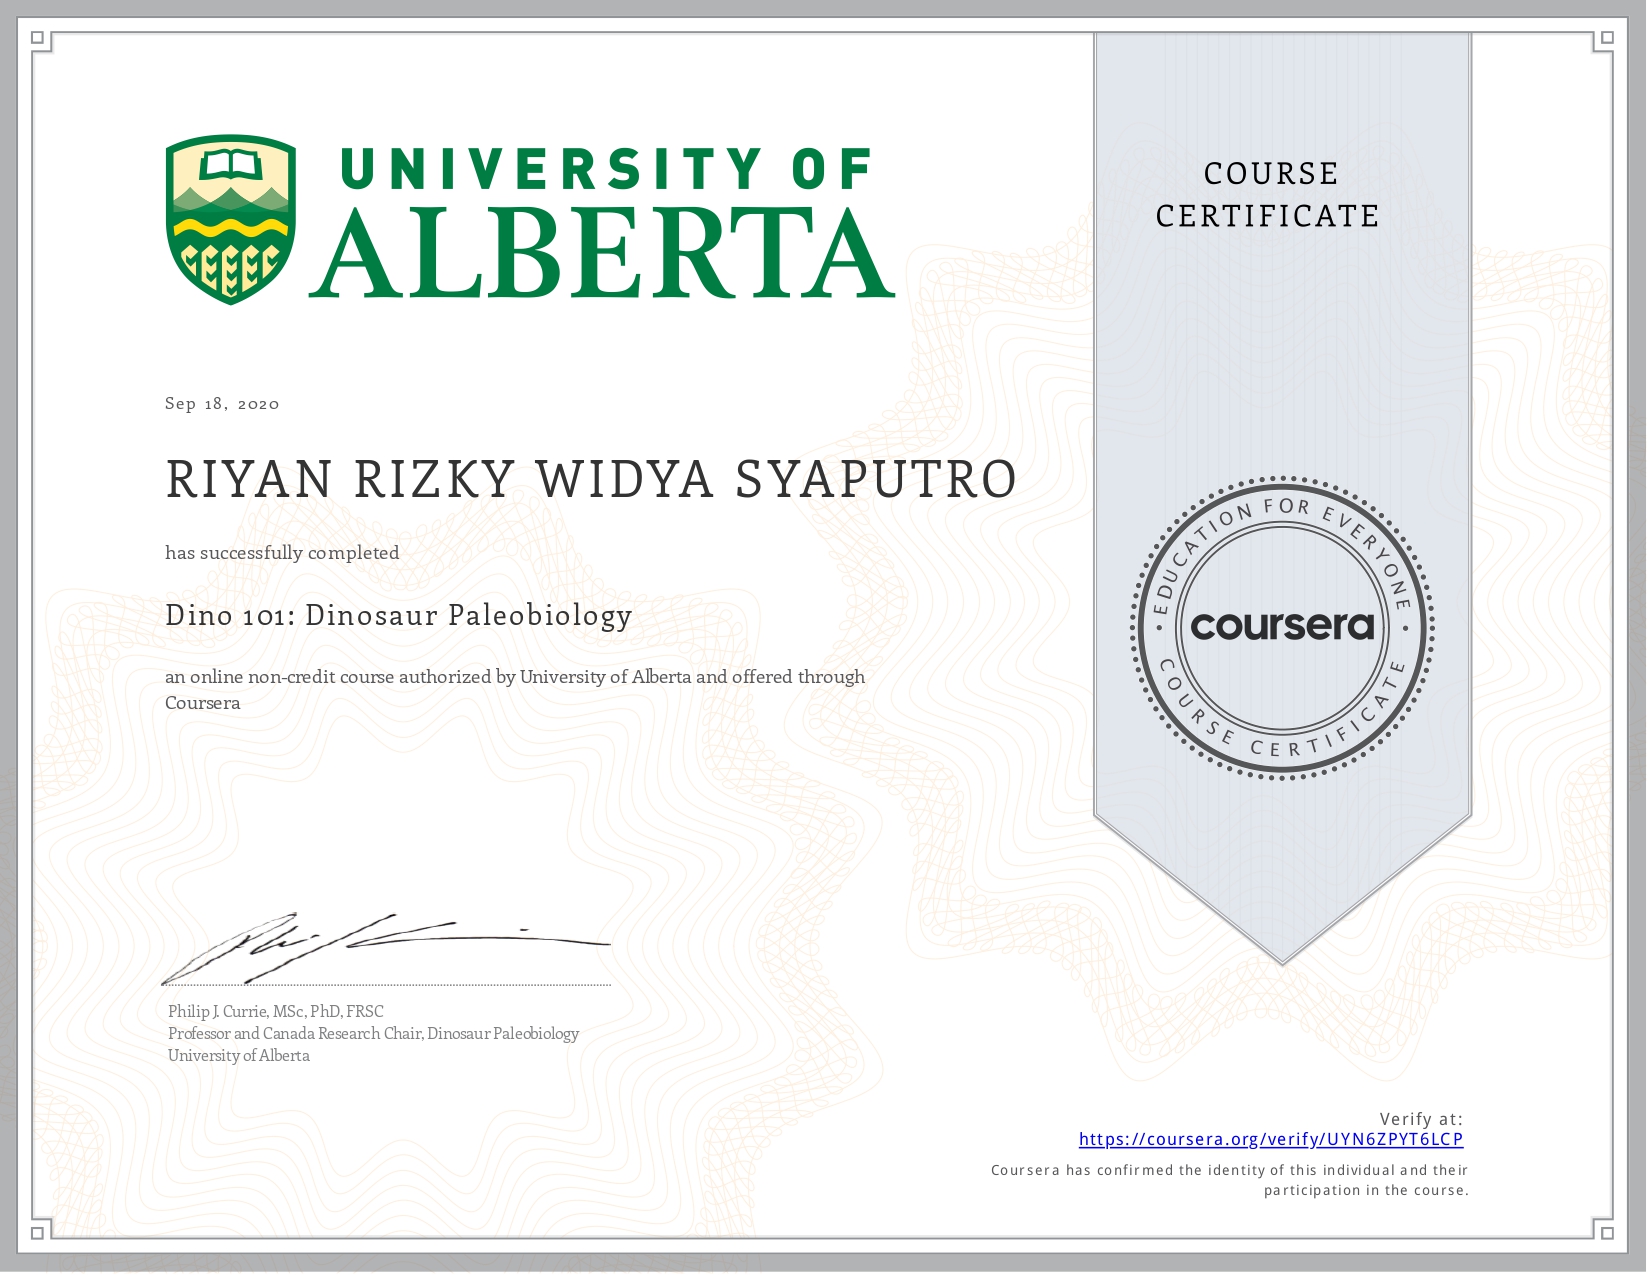 UNIVERSITY OF
ALBERTA
COURSE
CERTIFICATE
Sep 18, 2020
RIYAN RIZKY WIDYA SYAPUTRO
has successfully completed
Dino 101: Dinosaur Paleobiology
an online non-credit course authorized by University of Alberta and offered through
Coursera
EDUCATION FOR EVERYONE
coursera
COURSE CERTIFICATE
Philip J. Currie, MSc, PhD, FRSC
Professor and Canada Research Chair, Dinosaur Paleobiology
University of Alberta
Verify at:
https://coursera.org/verify/UYN6ZPYT6LCP
Coursera has confirmed the identity of this individual and their
participation in the course.